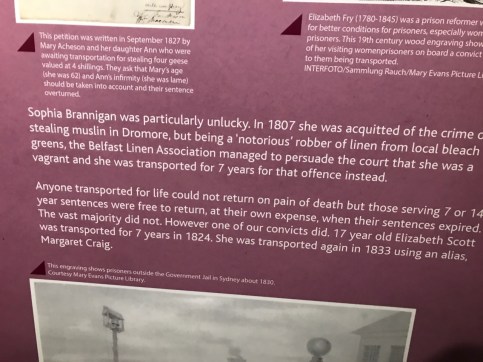 This petition was written in September 1827 by
Mary Acheson and her daughter Ann who were
awaiting transportation for stealing four geese
valued at 4 shillings. They ask that Mary's age
(she was 62) and Ann's infirmity (she was lame)
should be taken into account and their sentence
overturned.
Elizabeth Fry (1780-1845) was a prison reformer
for better conditions for prisoners, especially
prisoners. This 19th century wood engraving
of her visiting womenprisoners on board a convict
to them being transported.
INTERFOTO/Sammlung Rauch/Mary Evans Picture
Sophia Brannigan was particularly unlucky. In 1807 she was acquitted of the crime
stealing muslin in Dromore, but being a 'notorious' robber of linen from local bleach
greens, the Belfast Linen Association managed to persuade the court that she was a
vagrant and she was transported for 7 years for that offence instead.
Anyone transported for life could not return on pain of death but those serving 7 or 14
year sentences were free to return, at their own expense, when their sentences expired.
The vast majority did not. However one of our convicts did. 17 year old Elizabeth Scott
was transported for 7 years in 1824. She was transported again in 1833 using an alias,
Margaret Craig.
This engraving shows prisoners outside the Government Jail in Sydney about 1830.
Courtesy Mary Evans Picture Library.